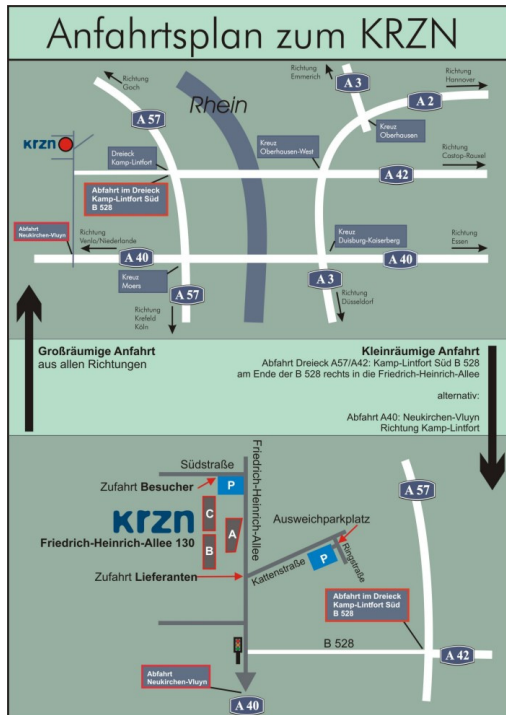 Anfahrtsplan zum KRZN
Richtung
Goch
A 57
Rhein
Richtung
Emmerich
A 3
Richtung
Hannover
A 2
Kreuz
Oberhausen
krzn
Dreieck
Kamp-Lintfort
Kreuz
Oberhausen-West
Richtung
Castop-Rauxel
A 42
Abfahrt im Dreieck
Kamp-Lintfort Süd
B 528
Abfahrt
Neukirchen-Vluyn
Richtung
Venlo/Niederlande
A 40
Kreuz
Moers
Kreuz
Duisburg-Kaiserberg
Richtung
Essen
A 40
A 57
A 3
Richtung
Krefeld
Köln
Richtung
Düsseldorf
Großräumige Anfahrt
aus allen Richtungen
Kleinräumige Anfahrt
Abfahrt Dreieck A57/A42: Kamp-Lintfort Süd B 528
am Ende der B 528 rechts in die Friedrich-Heinrich-Allee
alternativ:
Abfahrt A40: Neukirchen-Vluyn
Richtung Kamp-Lintfort
Südstraße
Friedrich-Heinrich-Allee
Zufahrt Besucher
P
A 57
krzn
C
A
B
Friedrich-Heinrich-Allee 130
Ausweichparkplatz
P
Ringstraße
Kattenstraße
Zufahrt Lieferanten
Abfahrt im Dreieck
Kamp-Lintfort Süd
B 528
B 528
A 42
Abfahrt
Neukirchen-Vluyn
A 40